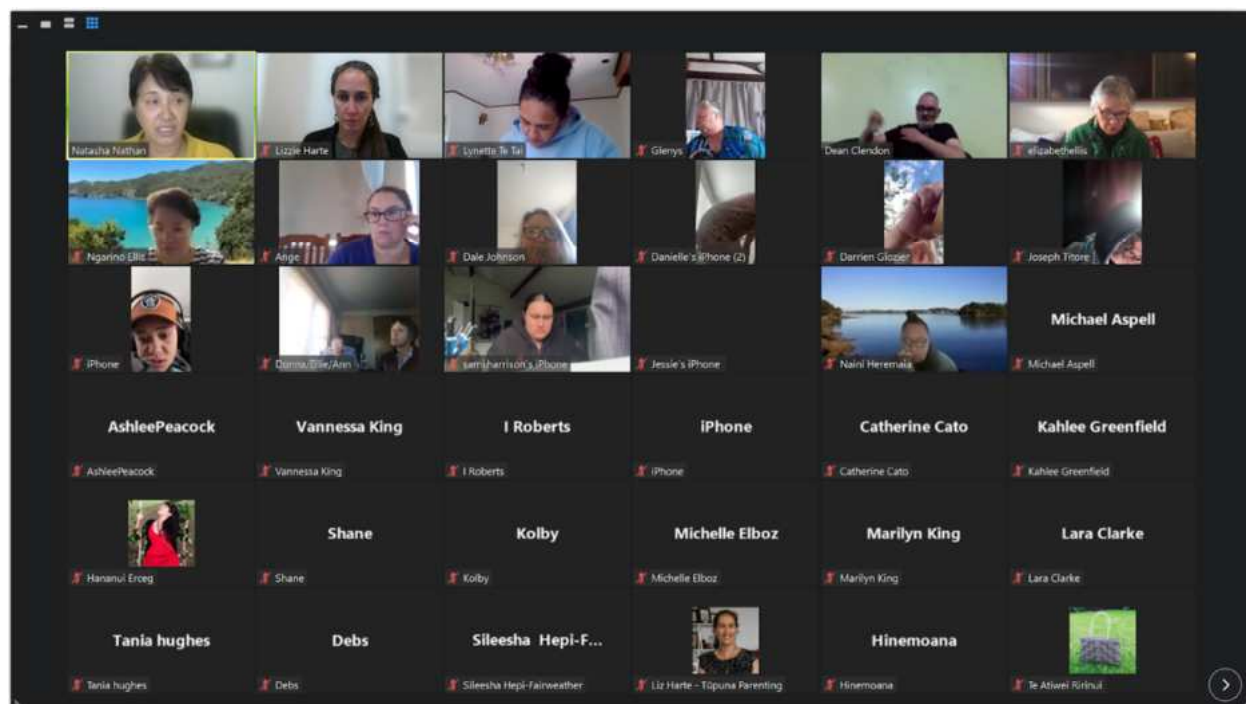 Natasha Nathan
Lizzie Harte
Lynette Te Tai
Glenys
Dean Clendon
elizabethellis
Ngarino Ellis
Ange
Dale Johnson
Danielle's iPhone (2)
Darrien Glozier
Joseph Titore
iPhone
Donna/Ellie/Ann
samsharrison's iPhone
Jessie's iPhone
Naini Heremaia
Michael Aspell
Michael Aspell
AshleePeacock
Vannessa King
I Roberts
iPhone
Catherine Cato
Kahlee Greenfield
AshleePeacock
Vannessa King
I Roberts
iPhone
Catherine Cato
Kahlee Greenfield
Shane
Kolby
Michelle Elboz
Marilyn King
Lara Clarke
Hananui Erceg
Shane
Kolby
Michelle Elboz
Marilyn King
Lara Clarke
Tania hughes
Debs
Sileesha Hepi-F...
Hinemoana
Tania hughes
Debs
Sileesha Hepi-Fairweather
Liz Harte - Tūpuna Parenting
Hinemoana
Te Atiwei Ririnui